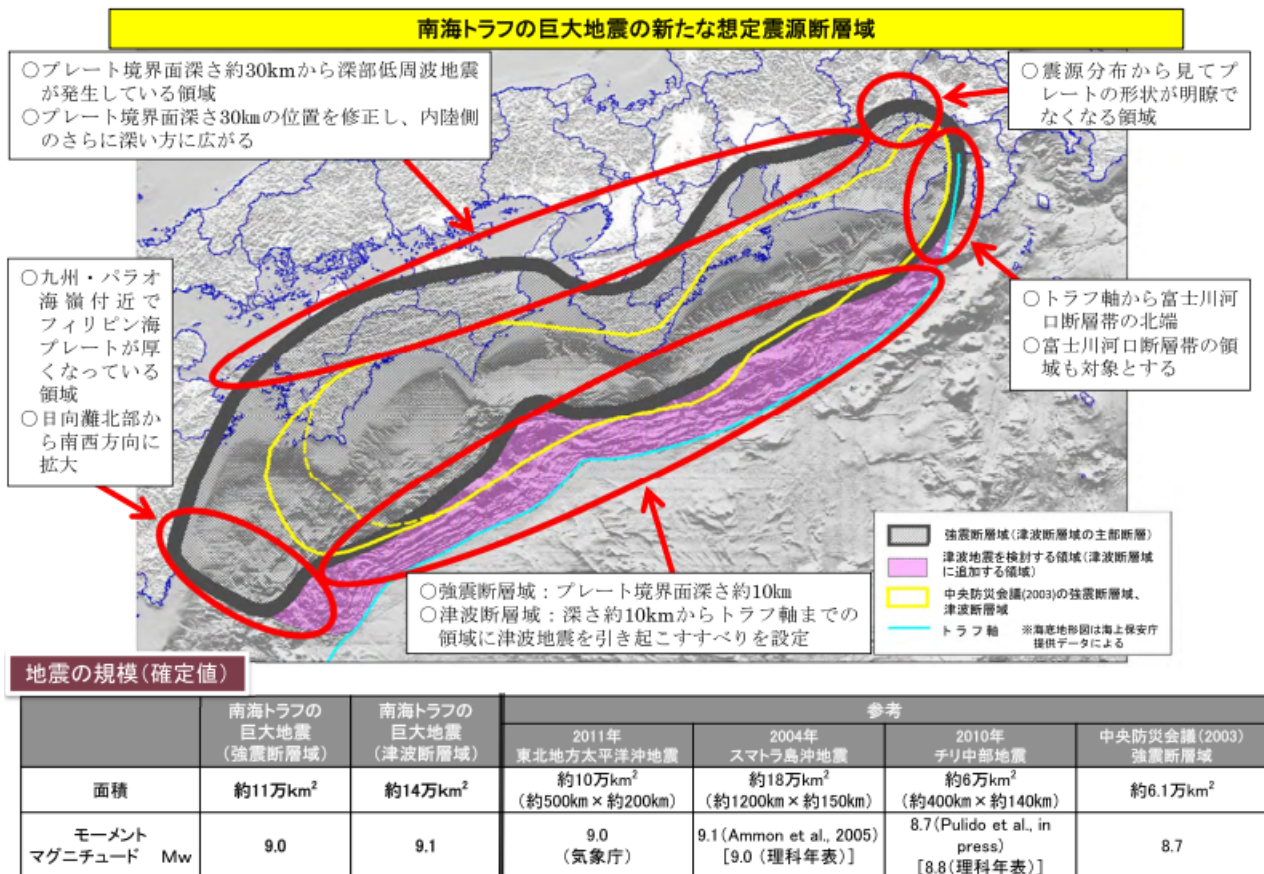 南海トラフの巨大地震の新たな想定震源断層域
○プレート境界面深さ約30kmから深部低周波地震
が発生している領域
○プレート境界面深さ30kmの位置を修正し、内陸側
のさらに深い方に広がる
○震源分布から見てプ
レートの形状が明瞭で
なくなる領域
○九州・パラオ
海嶺付近で
フィリピン海
プレートが厚
くなっている
領域
○日向灘北部か
ら南西方向に
拡大
○トラフ軸から富士川河
口断層帯の北端
○富士川河口断層帯の領
域も対象とする
○強震断層域:プレート境界面深さ約10km
○津波断層域:深さ約10kmからトラフ軸までの
領域に津波地震を引き起こすすべりを設定
強震断層域(津波断層域の主部断層)
津波地震を検討する領域(津波断層域
に追加する領域)
中央防災会議(2003)の強震断層域、
津波断層域
トラフ軸 ※海底地形図は海上保安庁
提供データによる
地震の規模(確定値)
南海トラフの
巨大地震
(強震断層域)
南海トラフの
巨大地震
(津波断層域)
参考
2011年
東北地方太平洋沖地震
2004年
スマトラ島沖地震
2010年
チリ中部地震
中央防災会議(2003)
強震断層域
面積
約11万km²
約14万km²
約10万km²
(約500km×約200km)
約18万km²
(約1200km×約150km)
約6万km²
(約400km×約140km)
約6.1万km²
モーメント
マグニチュード Mw
9.0
9.1
9.0
(気象庁)
9.1(Ammon et al., 2005)
[9.0 (理科年表)]
8.7(Pulido et al., in
press)
[8.8(理科年表)]
8.7